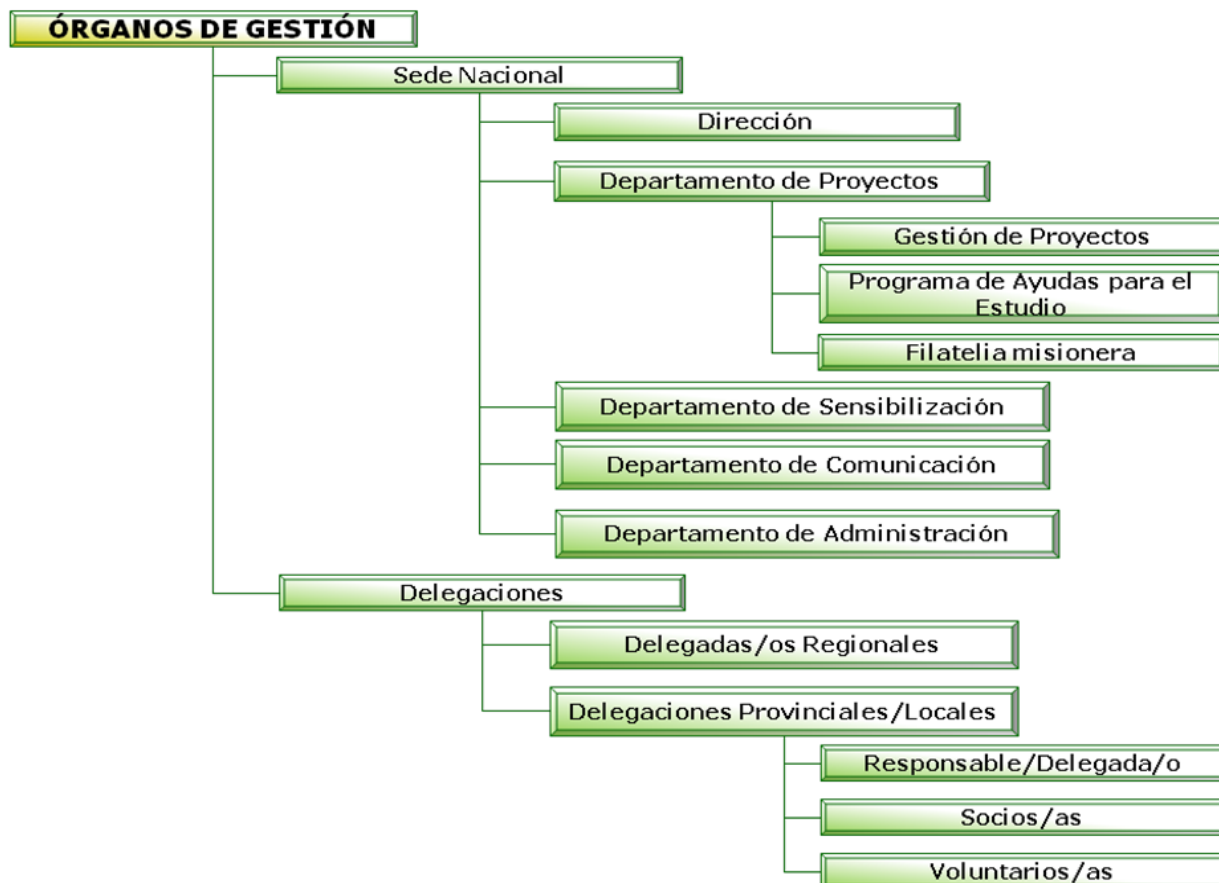 ÓRGANOS DE GESTIÓN
Sede Nacional
Dirección
Departamento de Proyectos
Gestión de Proyectos
Programa de Ayudas para el
Estudio
Filatelia misionera
Departamento de Sensibilización
Departamento de Comunicación
Departamento de Administración
Delegaciones
Delegadas/os Regionales
Delegaciones Provinciales/Locales
Responsable/Delegada/o
Socios/as
Voluntarios/as